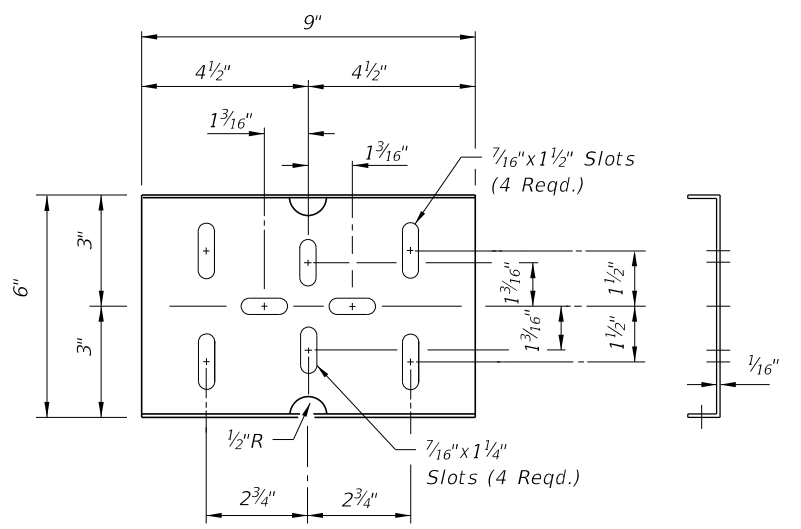 9"
4½" 4½"
1³⁄₁₆"
1³⁄₁₆"
⁷⁄₁₆"x1½" Slots
(4 Reqd.)
6"
3"
3"
1³⁄₁₆"
1³⁄₁₆"
1½"
1½"
¹⁄₁₆"
½"R
⁷⁄₁₆"x1¼"
Slots (4 Reqd.)
2¾" 2¾"